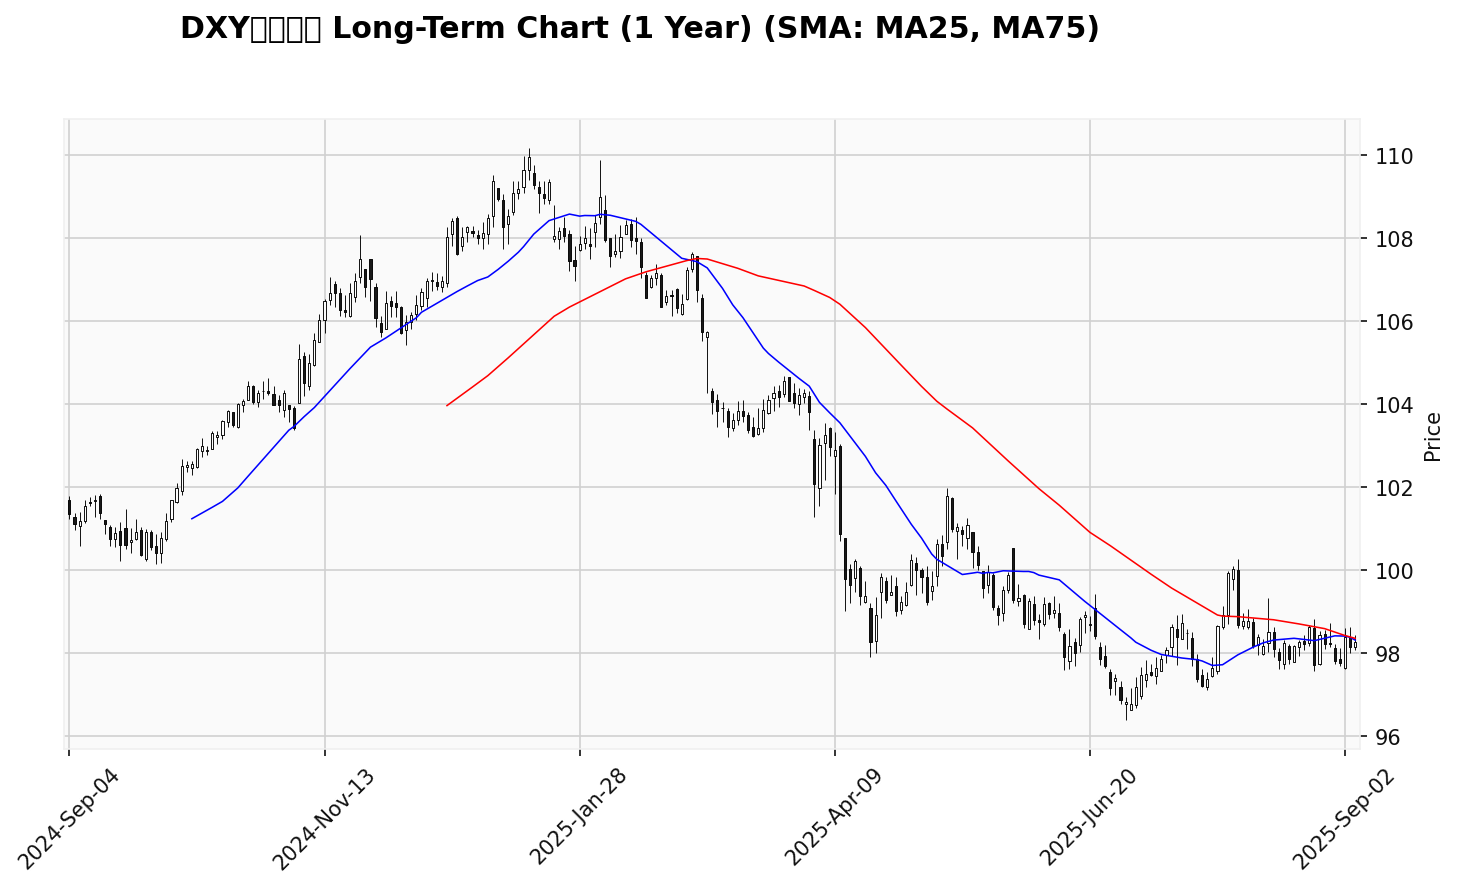 DXY Long-Term Chart (1 Year) (SMA: MA25, MA75)
110
108
106
104
102
100
98
96
Price
2024-Sep-04
2024-Nov-13
2025-Jan-28
2025-Apr-09
2025-Jun-20
2025-Sep-02